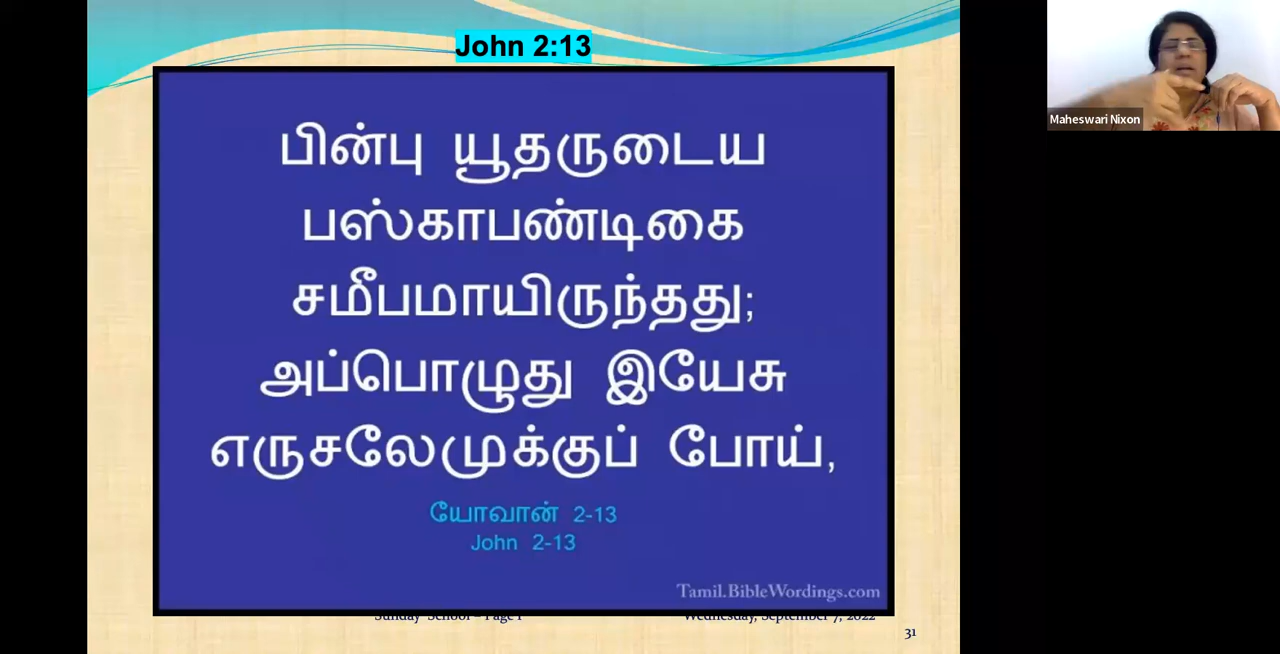 John 2:13
Maheswari Nixon
பின்பு யூதருடைய
பஸ்காபண்டிகை
சமீபமாயிருந்தது;
அப்பொழுது இயேசு
எருசலேமுக்குப் போய்,
யோவான் 2-13
John 2-13
Tamil.BibleWordings.com
Sunday School - Page 1 Wednesday, September 7, 2022
31